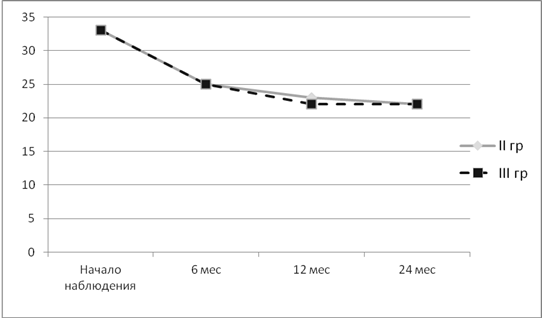 35
30
25
20
15
10
5
0
Начало
наблюдения
6 мес
12 мес
24 мес
II гр
III гр